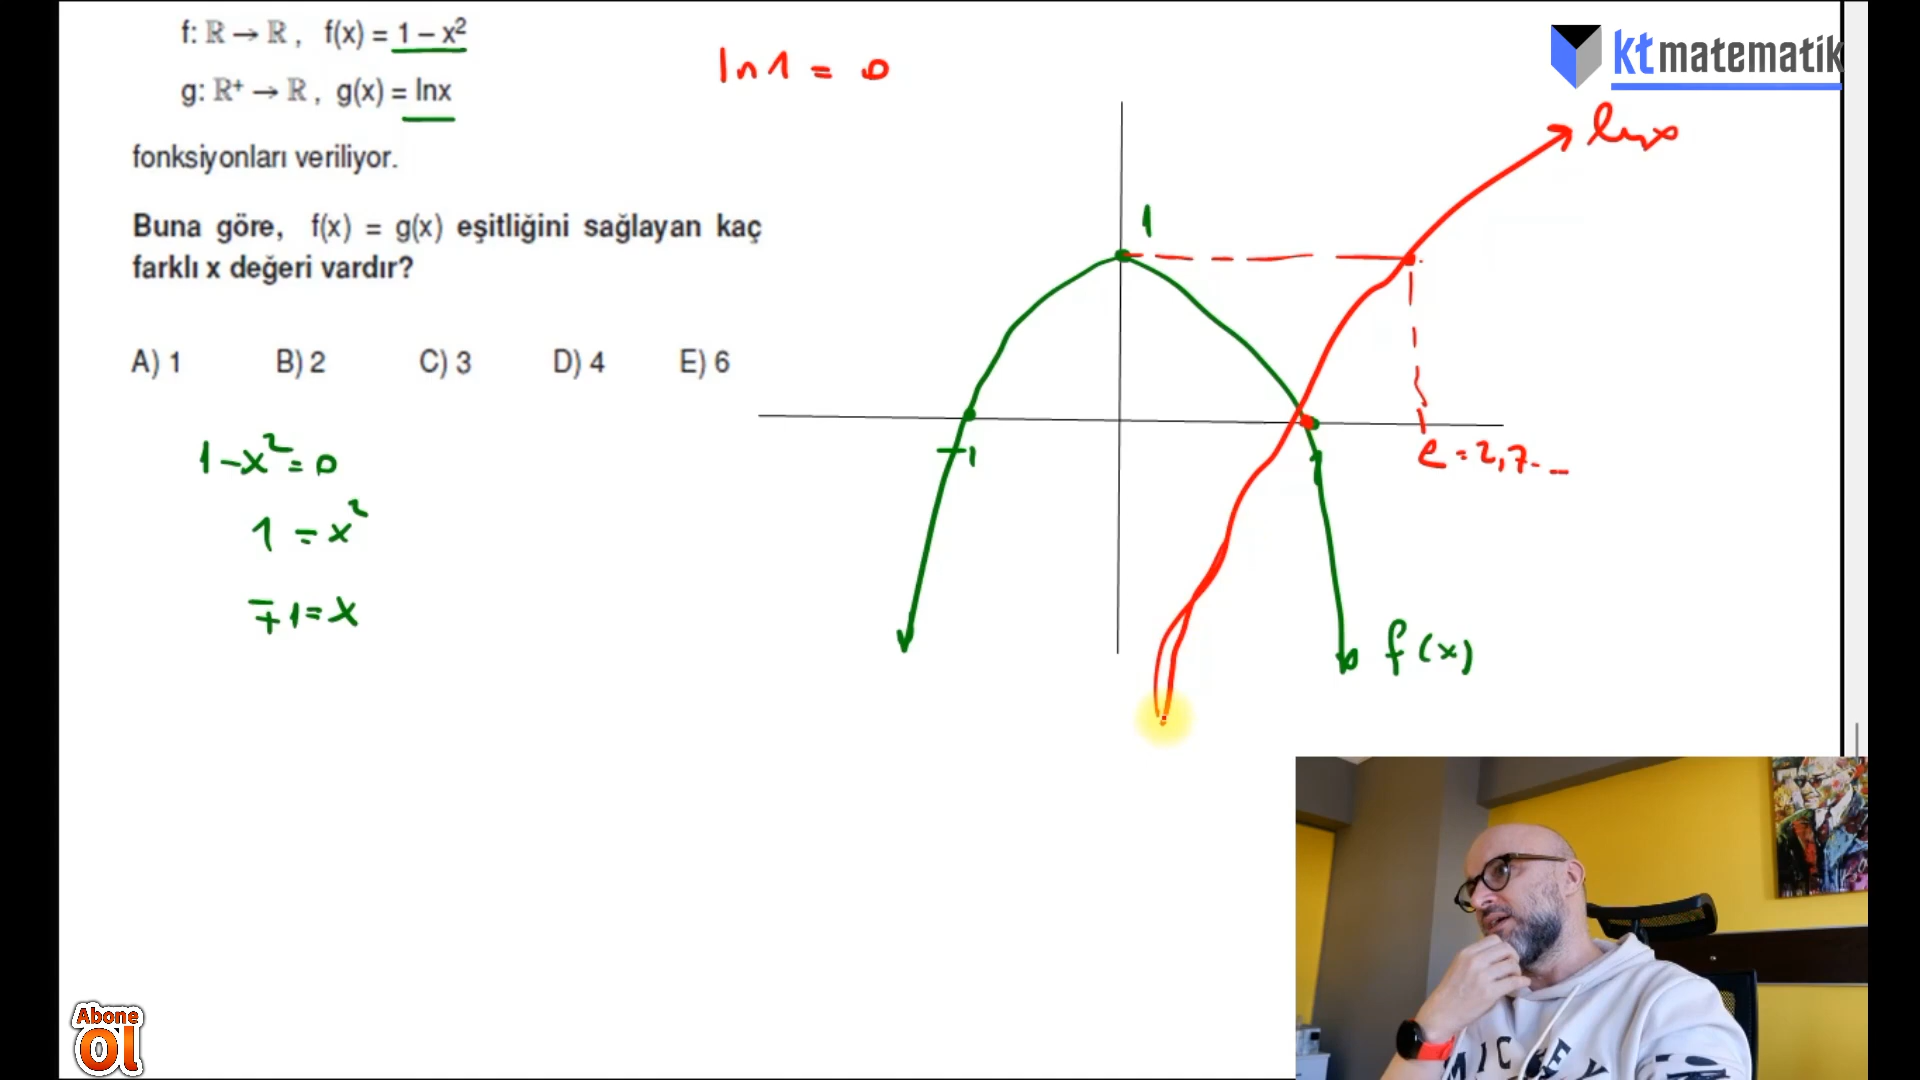 f: ℝ → ℝ , f(x) = 1 – x²
g: ℝ⁺ → ℝ , g(x) = lnx
fonksiyonları veriliyor.
Buna göre, f(x) = g(x) eşitliğini sağlayan kaç
farklı x değeri vardır?
A) 1 B) 2 C) 3 D) 4 E) 6
1-x²=0
1 = x²
∓1=x
ln1 = 0
ktmatematik
lnx
1
-1
1
e=2,7...
f(x)
Abone
Ol